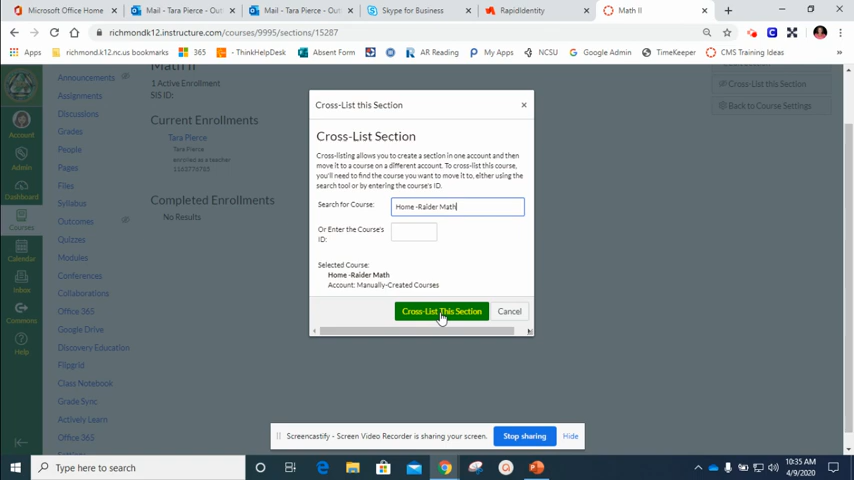 Microsoft Office Home
Mail - Tara Pierce - Out
Mail - Tara Pierce - Outl
Skype for Business
RapidIdentity
Math II
richmondk12.instructure.com/courses/9995/sections/15287
Apps
richmond.k12.nc.us bookmarks
365
- ThinkHelpDesk
Absent Form
AR Reading
My Apps
NCSU
Google Admin
TimeKeeper
CMS Training Ideas
Account
Admin
Dashboard
Courses
Calendar
Inbox
Commons
Help
Announcements
Assignments
Discussions
Grades
People
Pages
Files
Syllabus
Outcomes
Quizzes
Modules
Conferences
Collaborations
Office 365
Google Drive
Discovery Education
Flipgrid
Class Notebook
Grade Sync
Actively Learn
Office 365
Math II
1 Active Enrollment
SIS ID:
Current Enrollments
Tara Pierce
enrolled as a teacher
1163776785
Completed Enrollments
No Results
Cross-List this Section
Back to Course Settings
Cross-List this Section
×
Cross-List Section
Cross-listing allows you to create a section in one account and then
move it to a course on a different account. To cross-list this course,
you'll need to find the course you want to move it to, either using the
search tool or by entering the course's ID.
Search for Course: Home -Raider Math
Or Enter the Course's
ID:
Selected Course:
Home -Raider Math
Account: Manually-Created Courses
Cross-List This Section
Cancel
Screencastify - Screen Video Recorder is sharing your screen.
Stop sharing
Hide
Type here to search
10:35 AM
4/9/2020